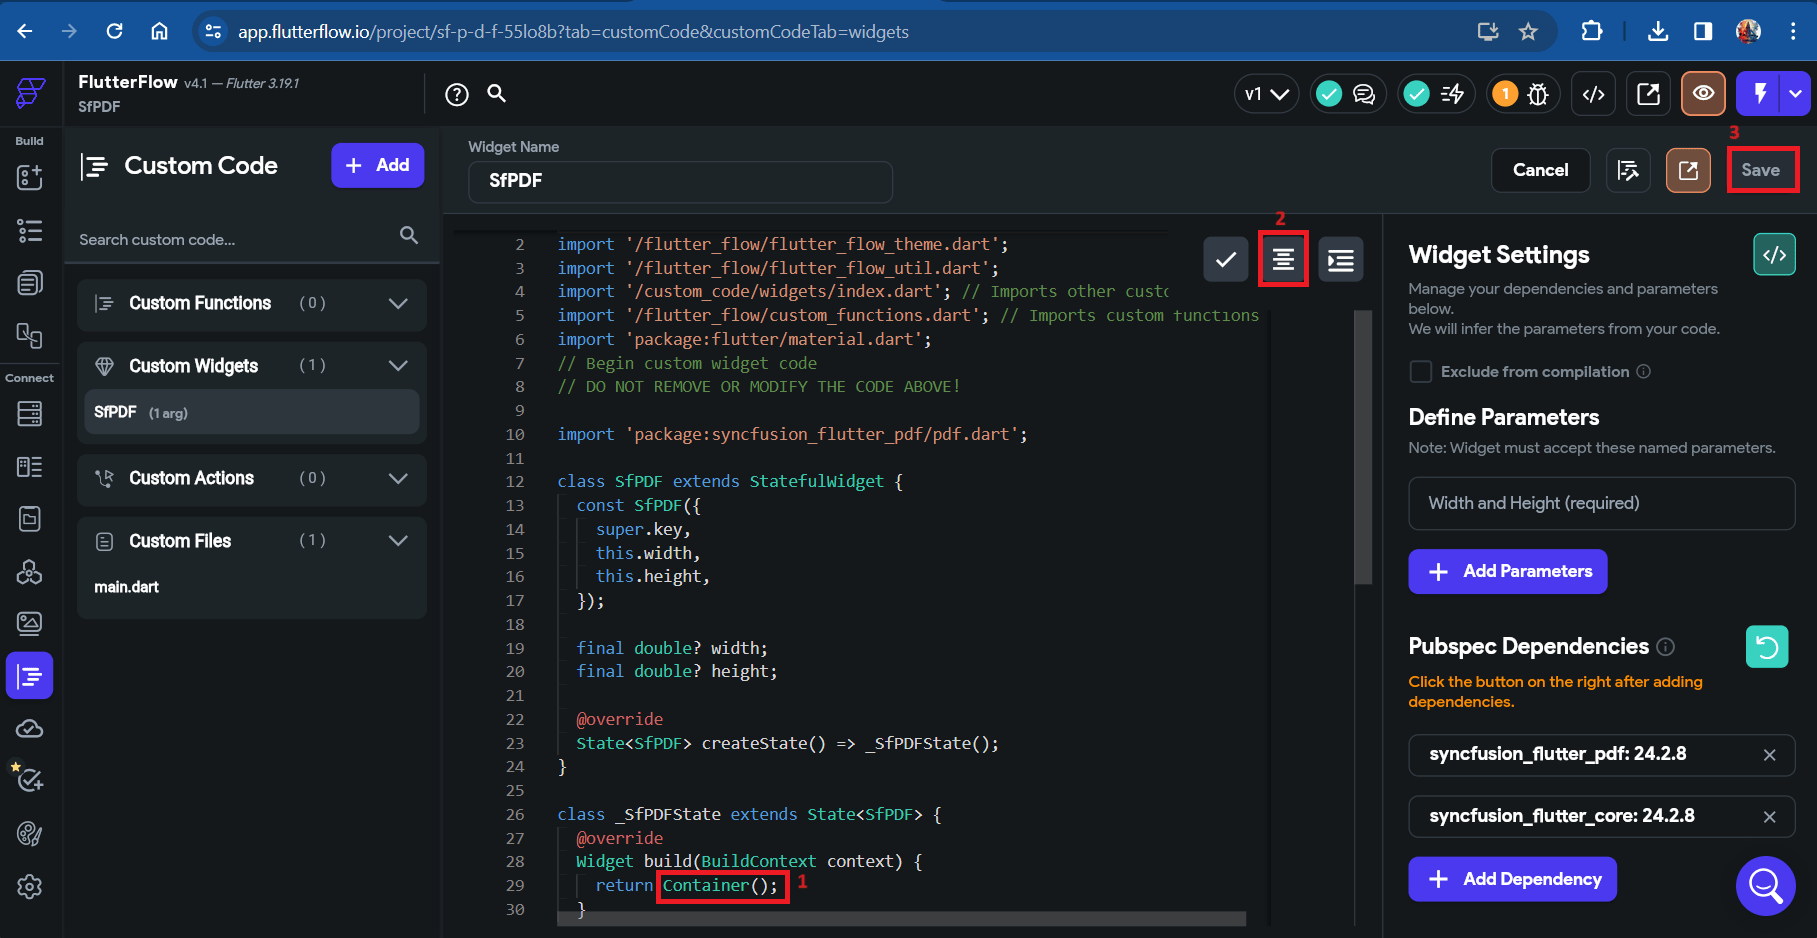 app.flutterflow.io/project/sf-p-d-f-55lo8b?tab=customCode&customCodeTab=widgets
FlutterFlow v4.1 — Flutter 3.19.1
SfPDF
v1
1
Build
Connect
Custom Code
+ Add
Search custom code...
Custom Functions (0)
Custom Widgets (1)
SfPDF (1 arg)
Custom Actions (0)
Custom Files (1)
main.dart
Widget Name
SfPDF
Cancel
3
Save
2
2 import '/flutter_flow/flutter_flow_theme.dart';
3 import '/flutter_flow/flutter_flow_util.dart';
4 import '/custom_code/widgets/index.dart'; // Imports other custo
5 import '/flutter_flow/custom_functions.dart'; // Imports custom functions
6 import 'package:flutter/material.dart';
7 // Begin custom widget code
8 // DO NOT REMOVE OR MODIFY THE CODE ABOVE!
9
10 import 'package:syncfusion_flutter_pdf/pdf.dart';
11
12 class SfPDF extends StatefulWidget {
13 const SfPDF({
14 super.key,
15 this.width,
16 this.height,
17 });
18
19 final double? width;
20 final double? height;
21
22 @override
23 State<SfPDF> createState() => _SfPDFState();
24 }
25
26 class _SfPDFState extends State<SfPDF> {
27 @override
28 Widget build(BuildContext context) {
29 return Container(); 1
30 }
Widget Settings
</>
Manage your dependencies and parameters
below.
We will infer the parameters from your code.
Exclude from compilation
Define Parameters
Note: Widget must accept these named parameters.
Width and Height (required)
+ Add Parameters
Pubspec Dependencies
Click the button on the right after adding
dependencies.
syncfusion_flutter_pdf: 24.2.8
syncfusion_flutter_core: 24.2.8
+ Add Dependency